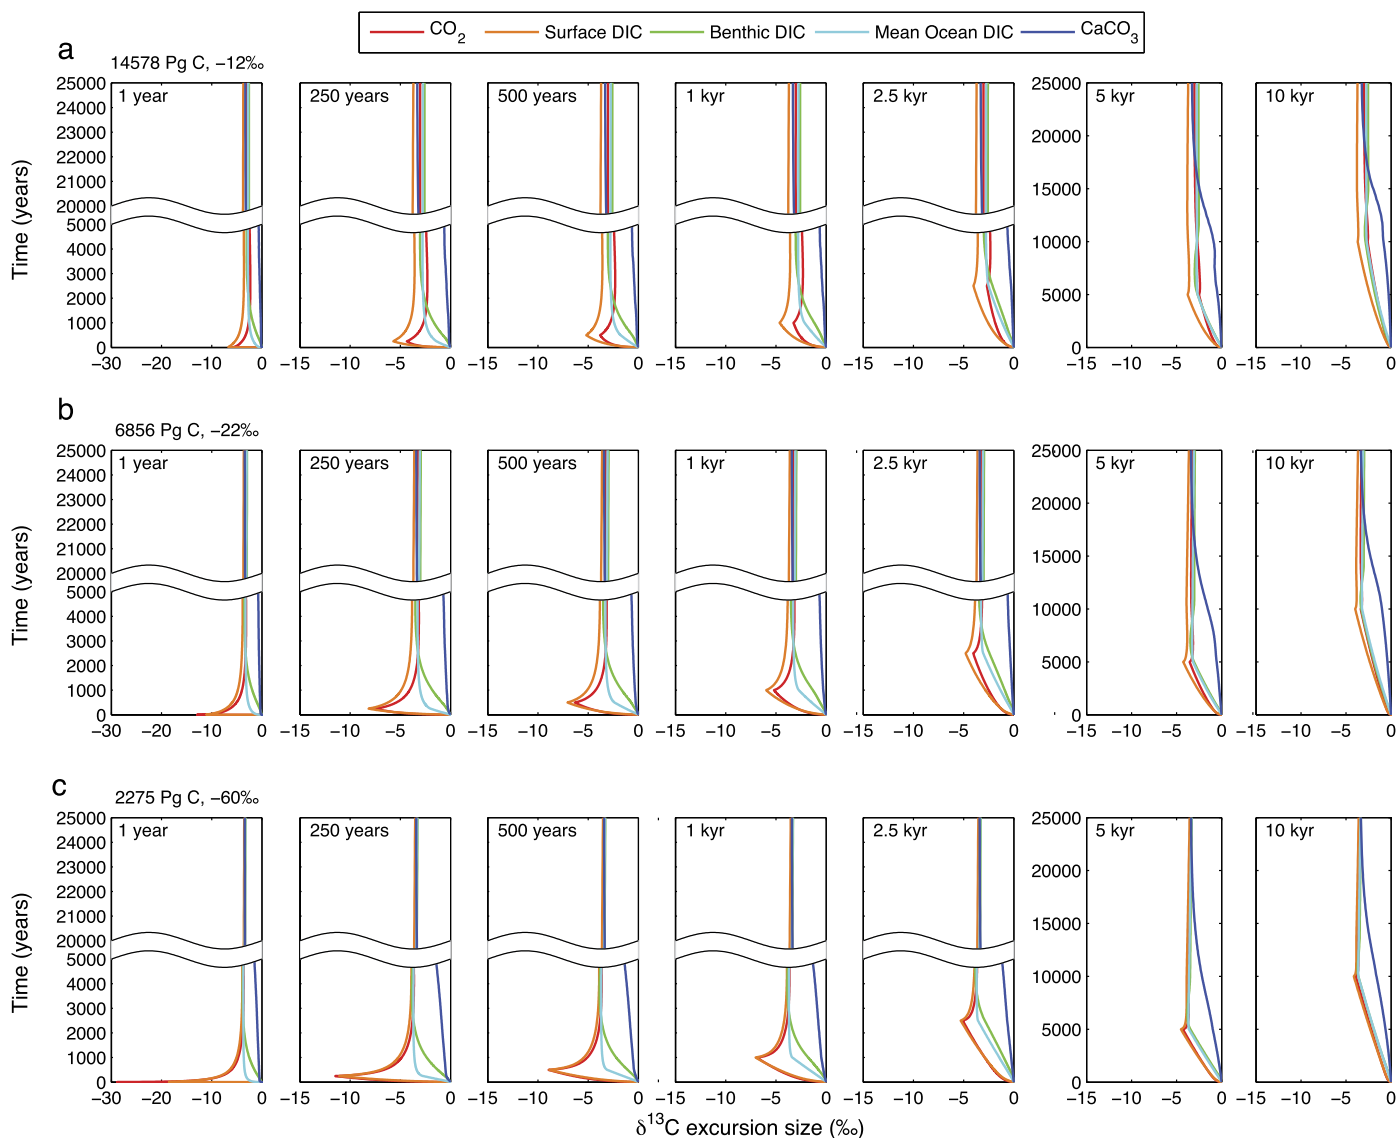 CO2 Surface DIC Benthic DIC Mean Ocean DIC CaCO3
a
14578 Pg C, −12‰
1 year 250 years 500 years 1 kyr 2.5 kyr 5 kyr 10 kyr
Time (years)
25000 24000 23000 22000 21000 20000 5000 4000 3000 2000 1000 0
25000 20000 15000 10000 5000 0
−30 −20 −10 0 −15 −10 −5 0 −15 −10 −5 0 −15 −10 −5 0 −15 −10 −5 0 −15 −10 −5 0 −15 −10 −5 0
b
6856 Pg C, −22‰
1 year 250 years 500 years 1 kyr 2.5 kyr 5 kyr 10 kyr
Time (years)
25000 24000 23000 22000 21000 20000 5000 4000 3000 2000 1000 0
25000 20000 15000 10000 5000 0
−30 −20 −10 0 −15 −10 −5 0 −15 −10 −5 0 −15 −10 −5 0 −15 −10 −5 0 −15 −10 −5 0 −15 −10 −5 0
c
2275 Pg C, −60‰
1 year 250 years 500 years 1 kyr 2.5 kyr 5 kyr 10 kyr
Time (years)
25000 24000 23000 22000 21000 20000 5000 4000 3000 2000 1000 0
25000 20000 15000 10000 5000 0
−30 −20 −10 0 −15 −10 −5 0 −15 −10 −5 0 −15 −10 −5 0 −15 −10 −5 0 −15 −10 −5 0 −15 −10 −5 0
δ13C excursion size (‰)